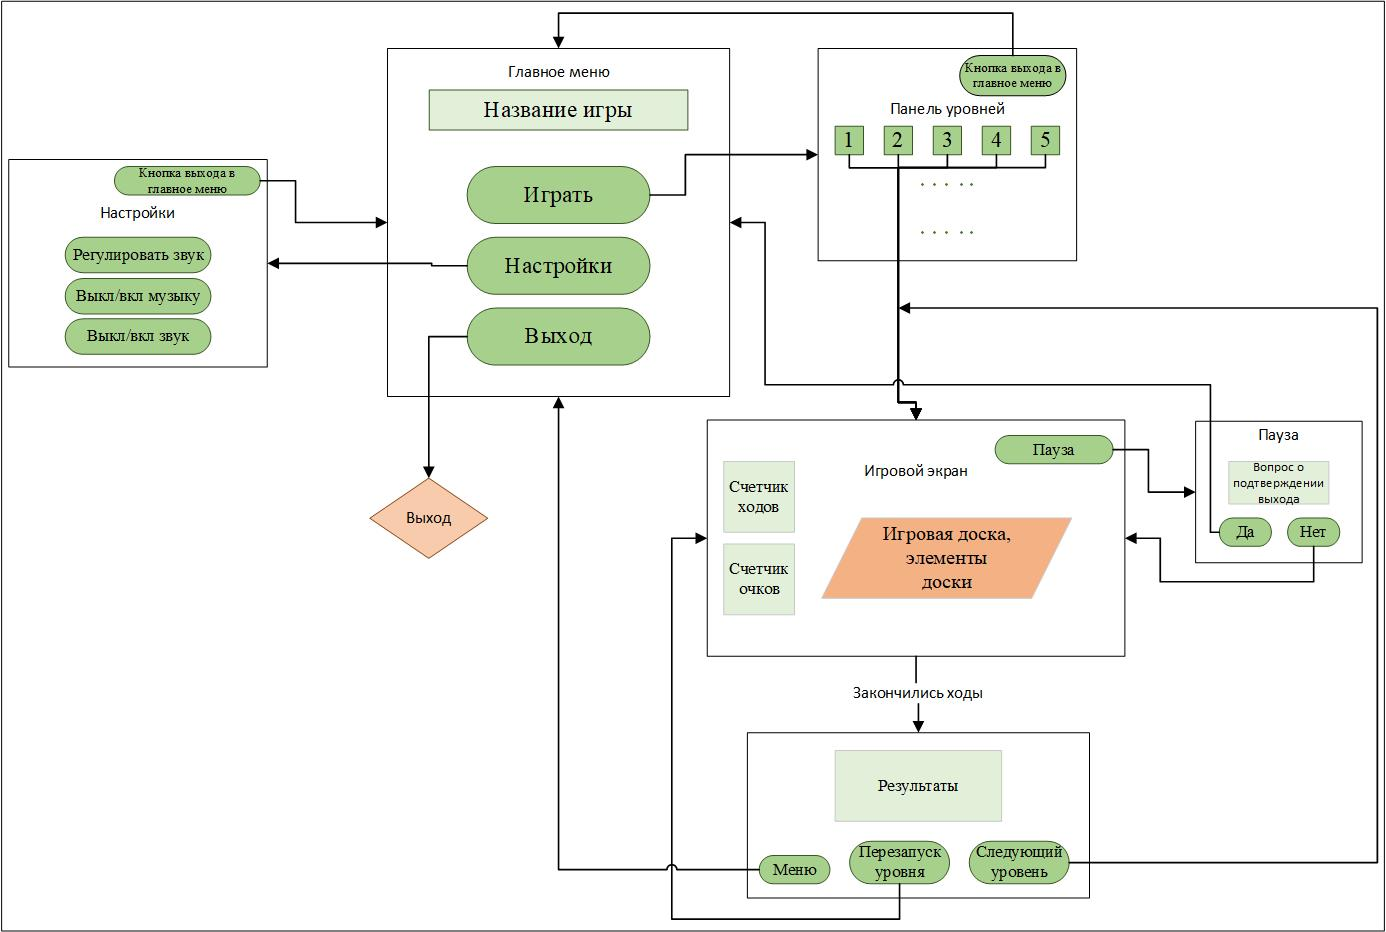 Главное меню
Название игры
Играть
Настройки
Выход
Кнопка выхода в
главное меню
Настройки
Регулировать звук
Выкл/вкл музыку
Выкл/вкл звук
Выход
Кнопка выхода в
главное меню
Панель уровней
1 2 3 4 5
. . . . .
. . . . .
Пауза
Игровой экран
Счетчик
ходов
Счетчик
очков
Игровая доска,
элементы
доски
Пауза
Вопрос о
подтверждении
выхода
Да
Нет
Закончились ходы
Результаты
Меню
Перезапуск
уровня
Следующий
уровень